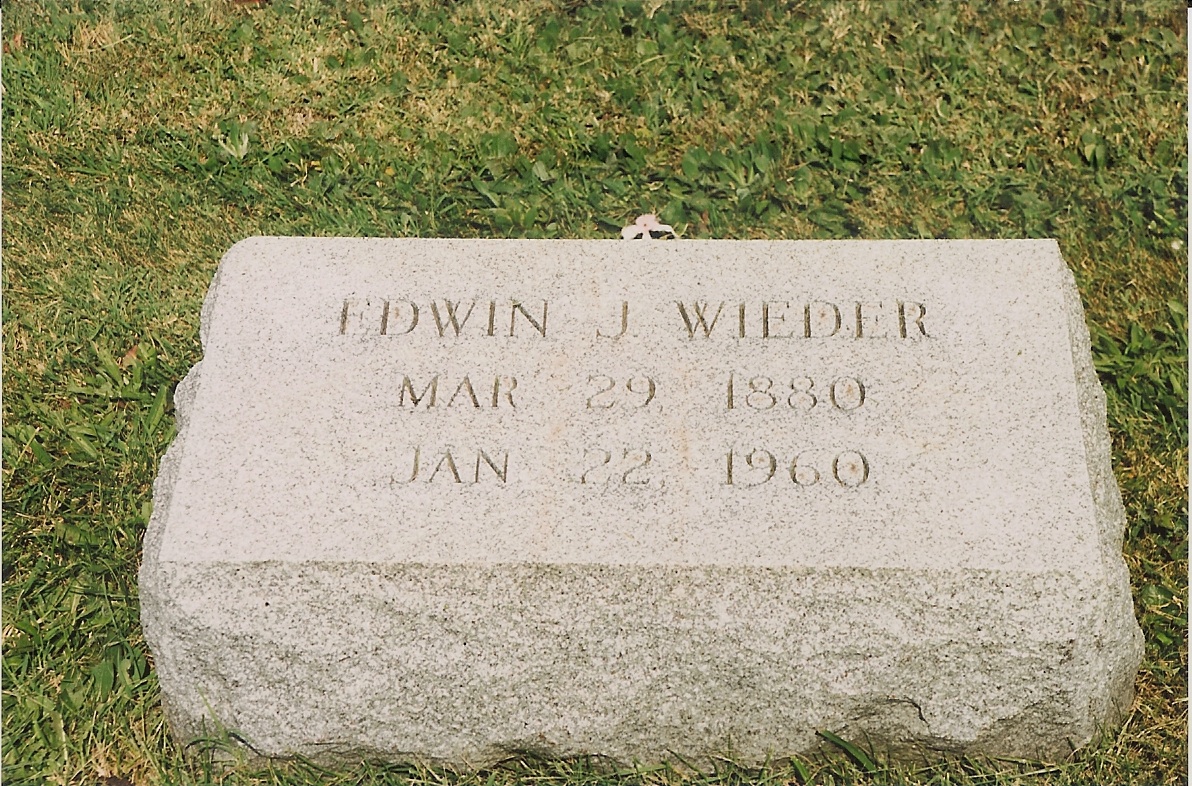 EDWIN J. WIEDER
MAR. 29, 1880
JAN. 22, 1960